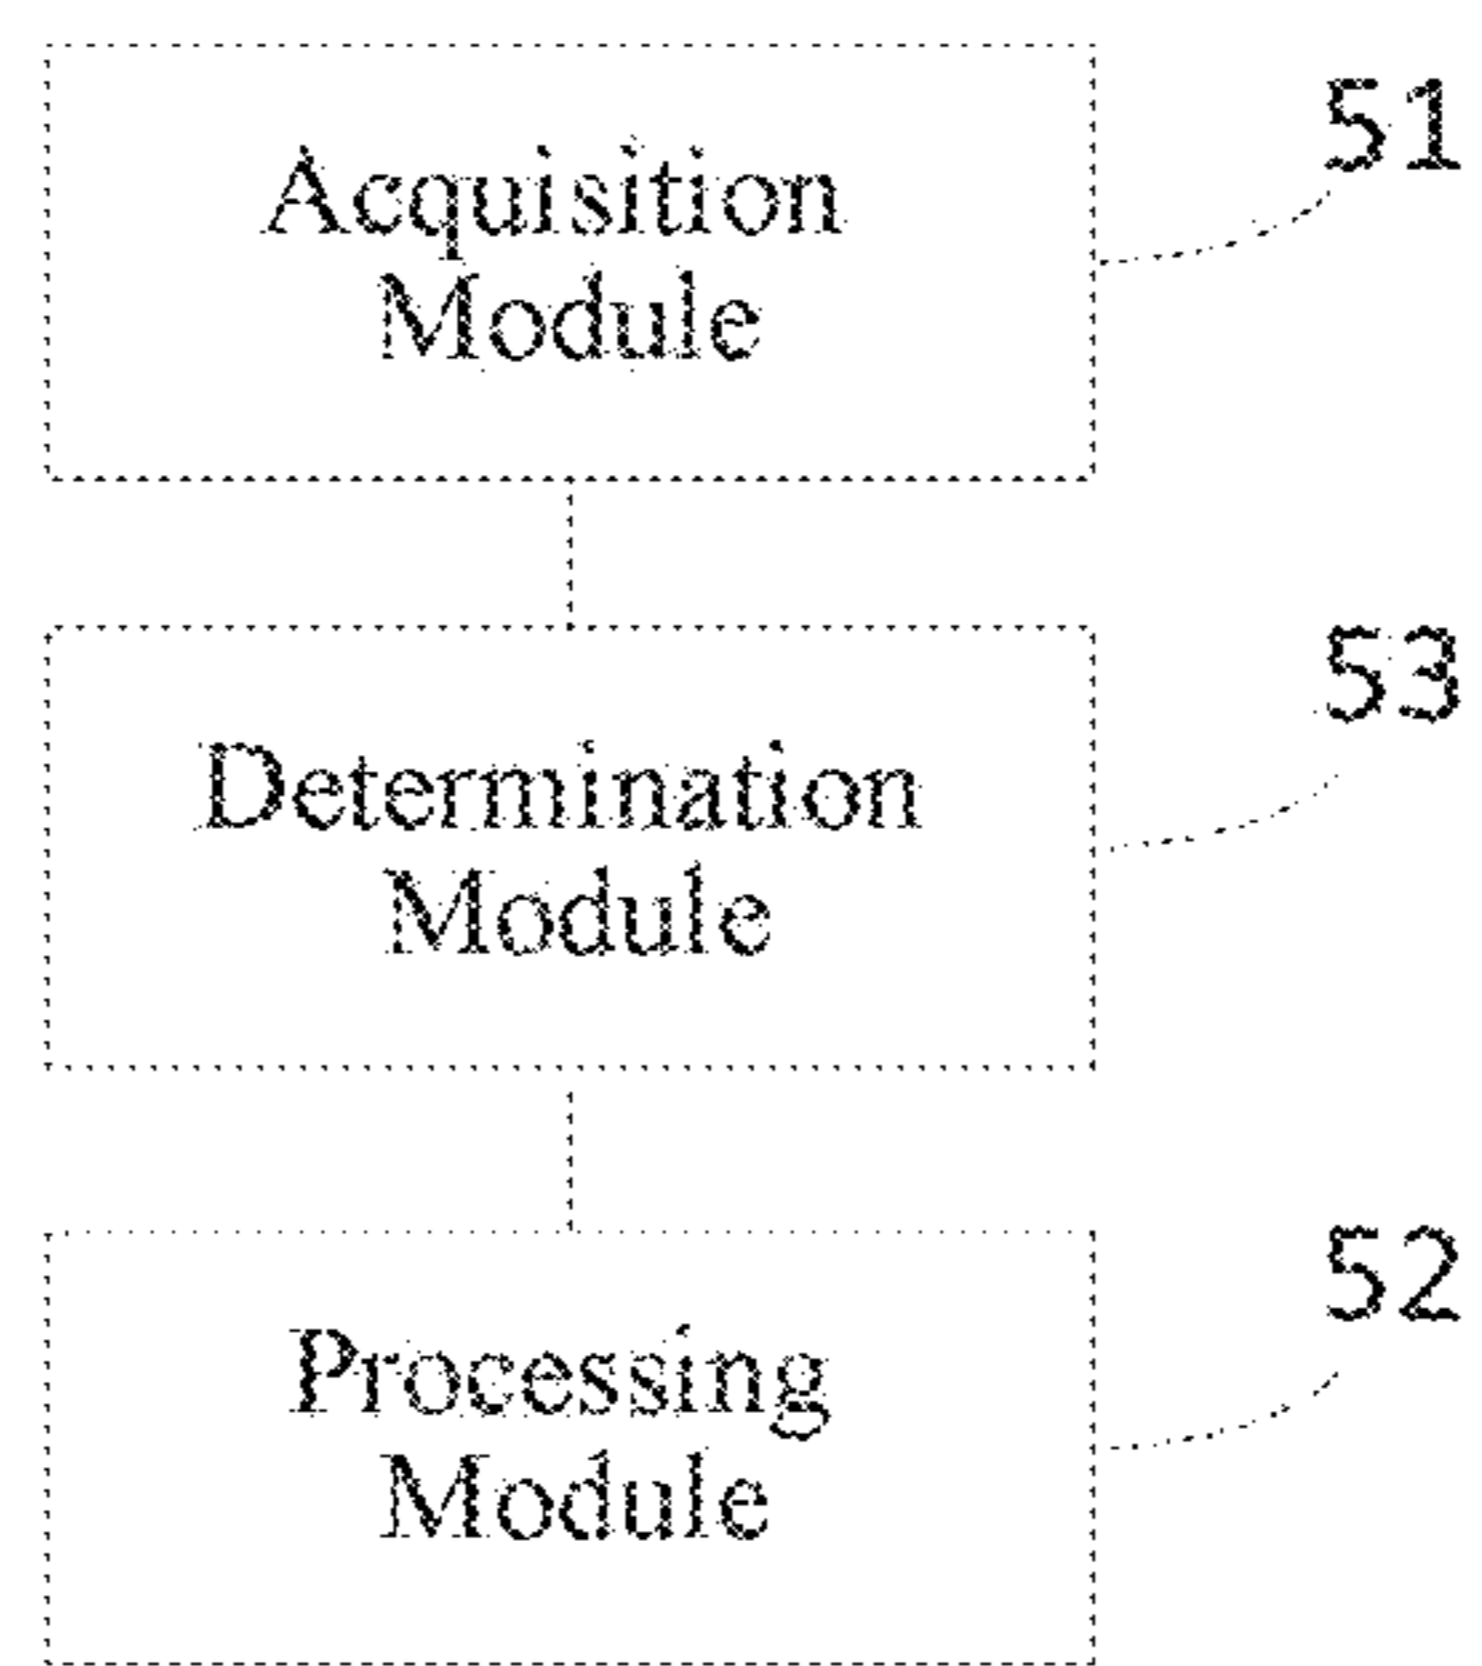 51
Acquisition
Module
53
Determination
Module
52
Processing
Module